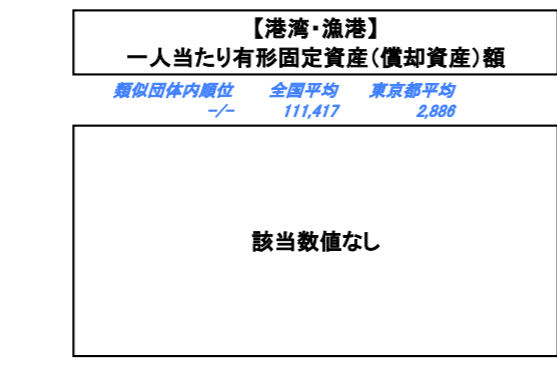 【港湾・漁港】
一人当たり有形固定資産（償却資産）額
類似団体内順位 全国平均 東京都平均
-/- 111,417 2,886
該当数値なし